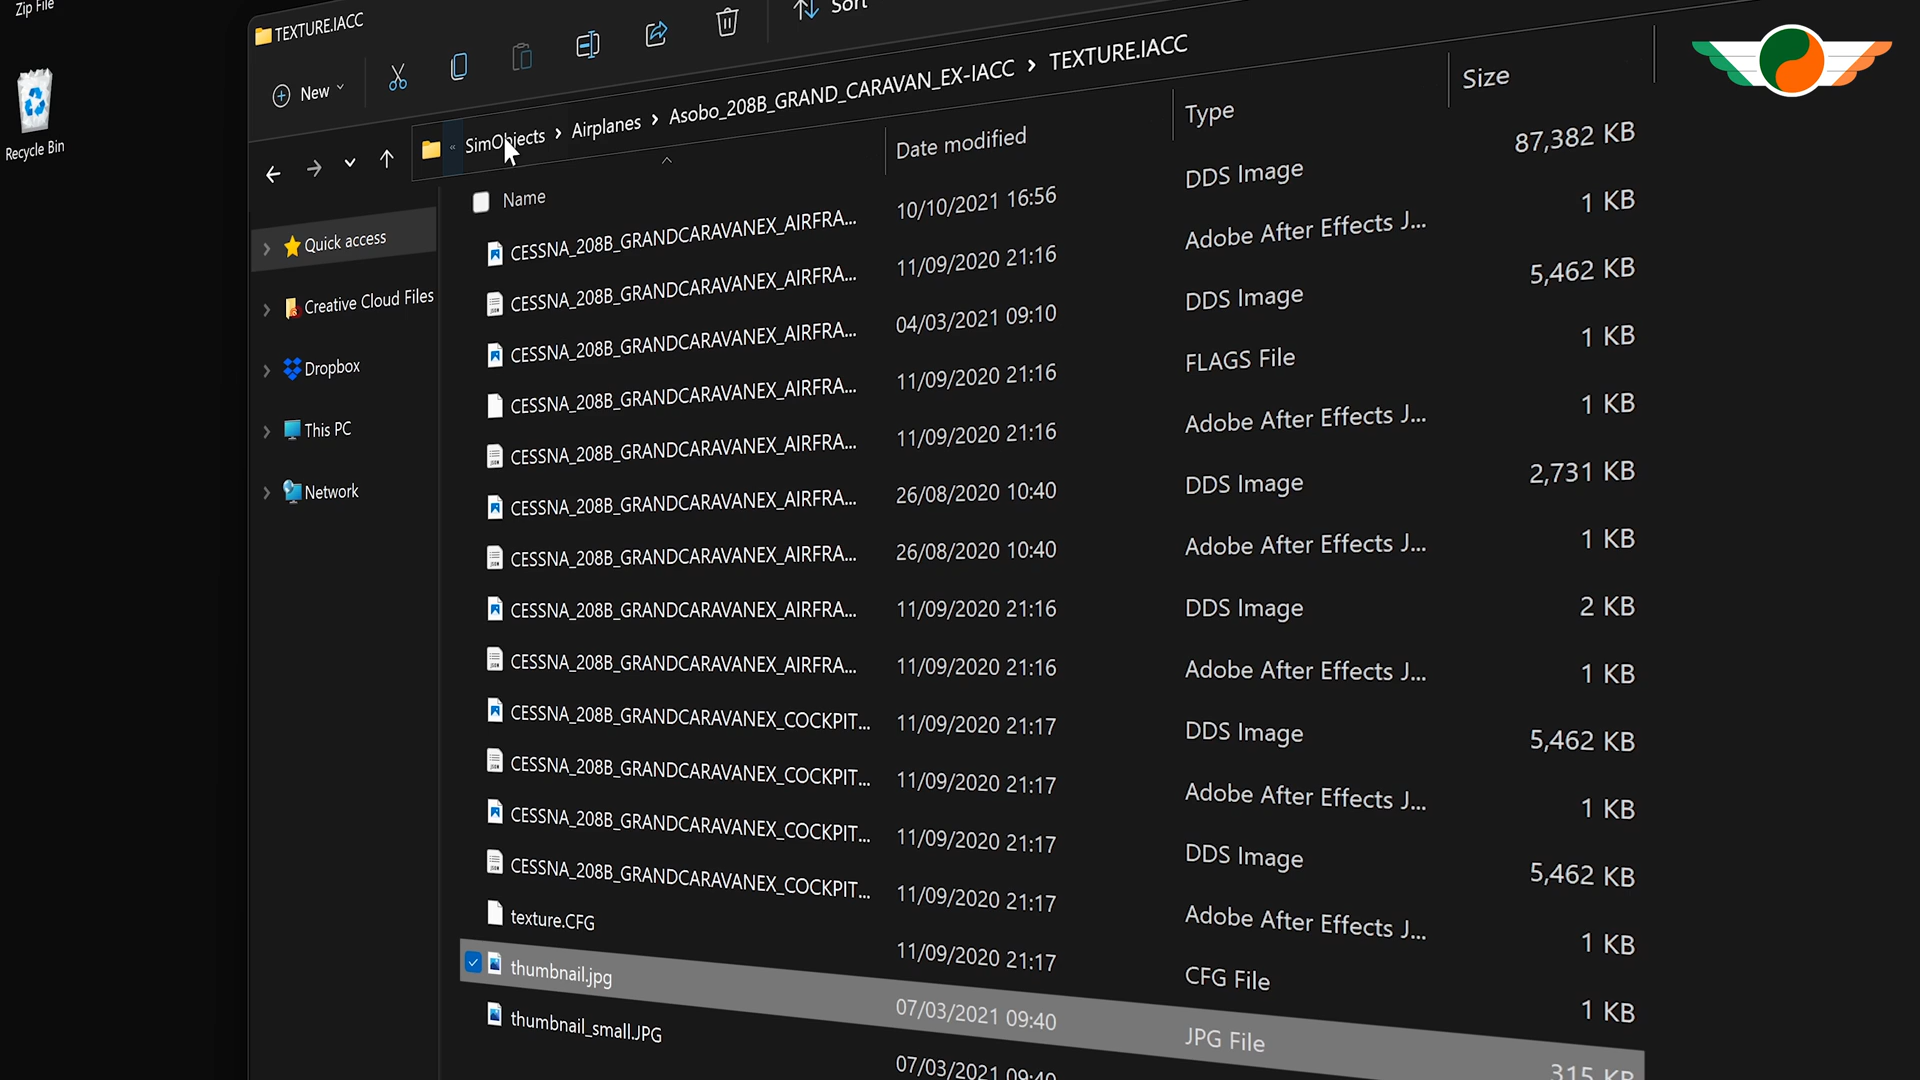 Zip File
Recycle Bin
TEXTURE.IACC
New
Sort
« SimObjects › Airplanes › Asobo_208B_GRAND_CARAVAN_EX-IACC › TEXTURE.IACC
Quick access
Creative Cloud Files
Dropbox
This PC
Network
Name Date modified Type Size
CESSNA_208B_GRANDCARAVANEX_AIRFRA... 10/10/2021 16:56 DDS Image 87,382 KB
CESSNA_208B_GRANDCARAVANEX_AIRFRA... 11/09/2020 21:16 Adobe After Effects J... 1 KB
CESSNA_208B_GRANDCARAVANEX_AIRFRA... 04/03/2021 09:10 DDS Image 5,462 KB
CESSNA_208B_GRANDCARAVANEX_AIRFRA... 11/09/2020 21:16 FLAGS File 1 KB
CESSNA_208B_GRANDCARAVANEX_AIRFRA... 11/09/2020 21:16 Adobe After Effects J... 1 KB
CESSNA_208B_GRANDCARAVANEX_AIRFRA... 26/08/2020 10:40 DDS Image 2,731 KB
CESSNA_208B_GRANDCARAVANEX_AIRFRA... 26/08/2020 10:40 Adobe After Effects J... 1 KB
CESSNA_208B_GRANDCARAVANEX_AIRFRA... 11/09/2020 21:16 DDS Image 2 KB
CESSNA_208B_GRANDCARAVANEX_AIRFRA... 11/09/2020 21:16 Adobe After Effects J... 1 KB
CESSNA_208B_GRANDCARAVANEX_COCKPIT... 11/09/2020 21:17 DDS Image 5,462 KB
CESSNA_208B_GRANDCARAVANEX_COCKPIT... 11/09/2020 21:17 Adobe After Effects J... 1 KB
CESSNA_208B_GRANDCARAVANEX_COCKPIT... 11/09/2020 21:17 DDS Image 5,462 KB
CESSNA_208B_GRANDCARAVANEX_COCKPIT... 11/09/2020 21:17 Adobe After Effects J... 1 KB
texture.CFG 11/09/2020 21:17 CFG File 1 KB
thumbnail.jpg 07/03/2021 09:40 JPG File 315 KB
thumbnail_small.JPG 07/03/2021 09:40